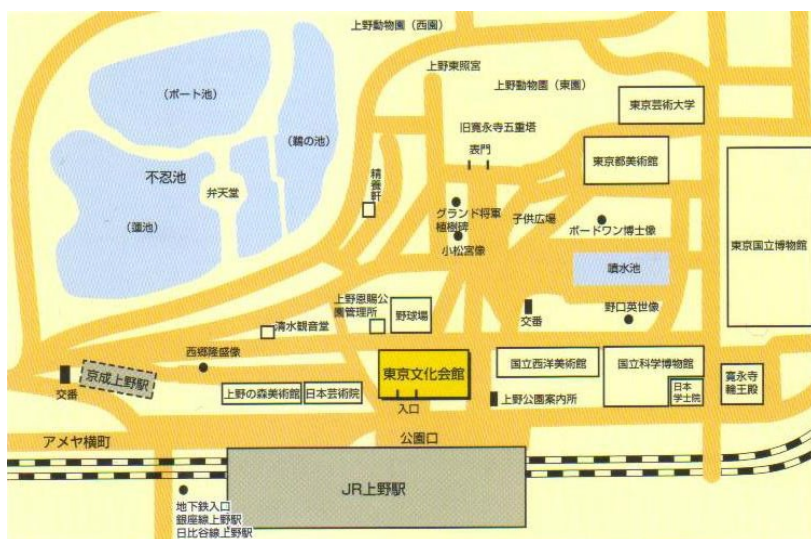 上野動物園（西園）
上野東照宮
上野動物園（東園）
東京芸術大学
（ボート池）
（鵜の池）
旧寛永寺五重塔
表門
東京都美術館
不忍池
弁天堂
精養軒
（蓮池）
グランド将軍
植樹碑
小松宮像
子供広場
ボードワン博士像
東京国立博物館
噴水池
上野恩賜公
園管理所
野球場
清水観音堂
交番
野口英世像
西郷隆盛像
京成上野駅
交番
東京文化会館
入口
国立西洋美術館
国立科学博物館
日本
学士院
寛永寺
輪王殿
上野の森美術館
日本芸術院
上野公園案内所
アメヤ横町
公園口
JR上野駅
地下鉄入口
銀座線上野駅
日比谷線上野駅